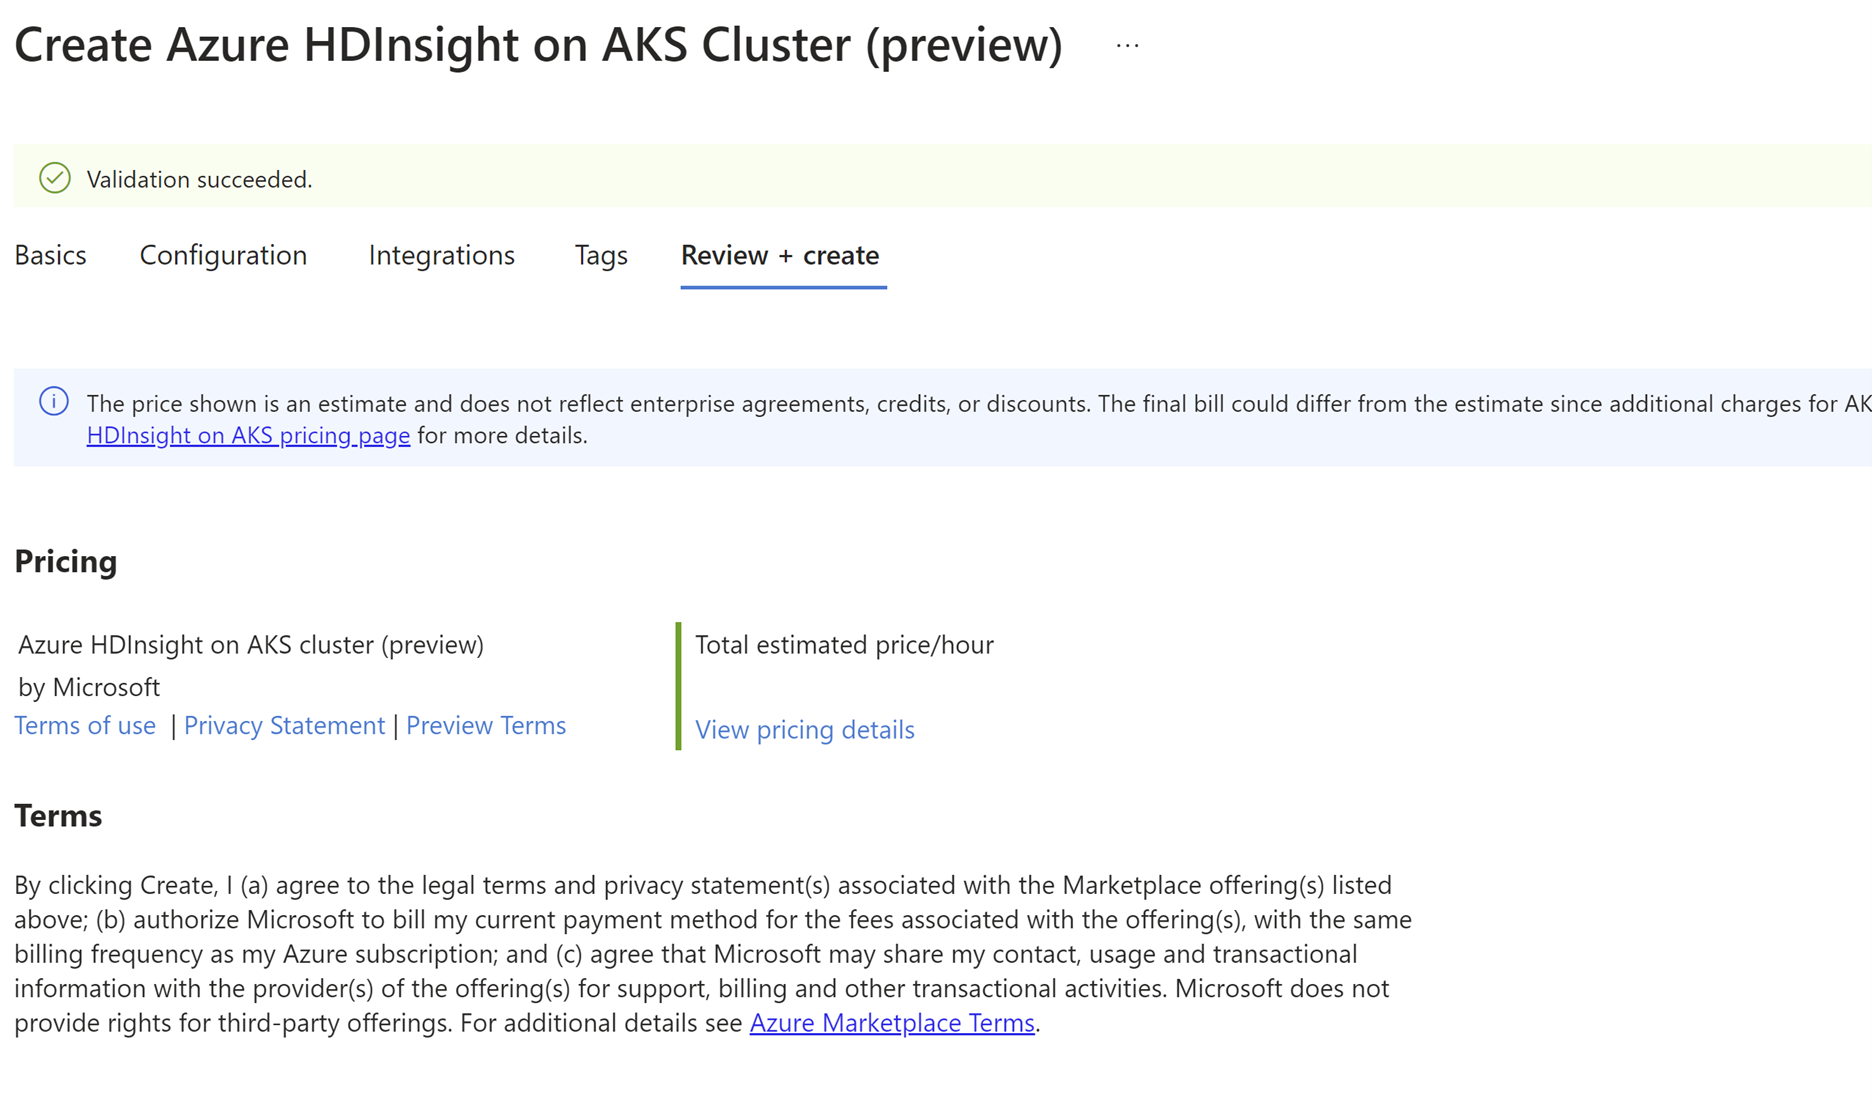 Create Azure HDInsight on AKS Cluster (preview) ...
Validation succeeded.
Basics Configuration Integrations Tags Review + create
The price shown is an estimate and does not reflect enterprise agreements, credits, or discounts. The final bill could differ from the estimate since additional charges for AK
HDInsight on AKS pricing page for more details.
Pricing
Azure HDInsight on AKS cluster (preview)
by Microsoft
Terms of use | Privacy Statement | Preview Terms
Total estimated price/hour
View pricing details
Terms
By clicking Create, I (a) agree to the legal terms and privacy statement(s) associated with the Marketplace offering(s) listed
above; (b) authorize Microsoft to bill my current payment method for the fees associated with the offering(s), with the same
billing frequency as my Azure subscription; and (c) agree that Microsoft may share my contact, usage and transactional
information with the provider(s) of the offering(s) for support, billing and other transactional activities. Microsoft does not
provide rights for third-party offerings. For additional details see Azure Marketplace Terms.